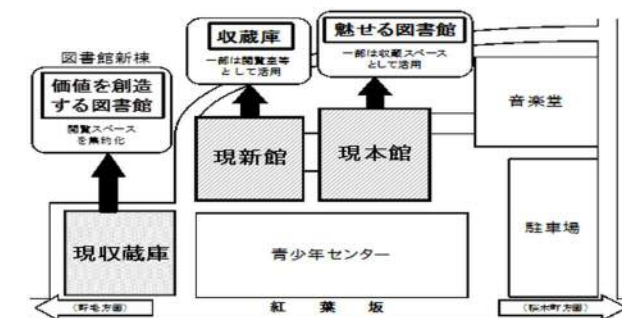 図書館新棟
価値を創造
する図書館
閲覧スペース
を集約化
収蔵庫
一部は閲覧室等
として活用
魅せる図書館
一部は収蔵スペース
として活用
音楽堂
現新館
現本館
現収蔵庫
青少年センター
駐車場
(野毛方面)
紅葉坂
(桜木町方面)